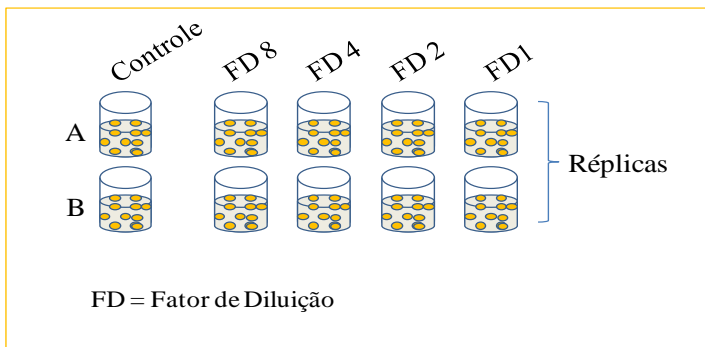 Controle FD 8 FD 4 FD 2 FD1
A
Réplicas
B
FD = Fator de Diluição